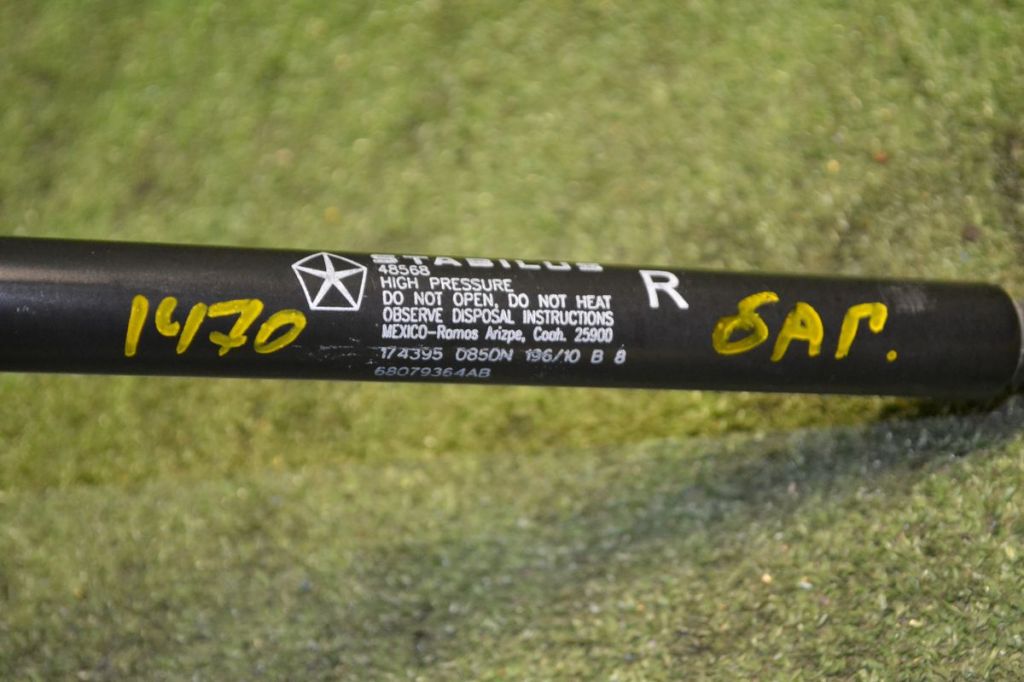 1470
STABILUS
48568
HIGH PRESSURE
DO NOT OPEN, DO NOT HEAT
OBSERVE DISPOSAL INSTRUCTIONS
MEXICO-Ramos Arizpe, Coah. 25900
174395 0850N 196/10 B 8
68079364AB
R
БАГ.